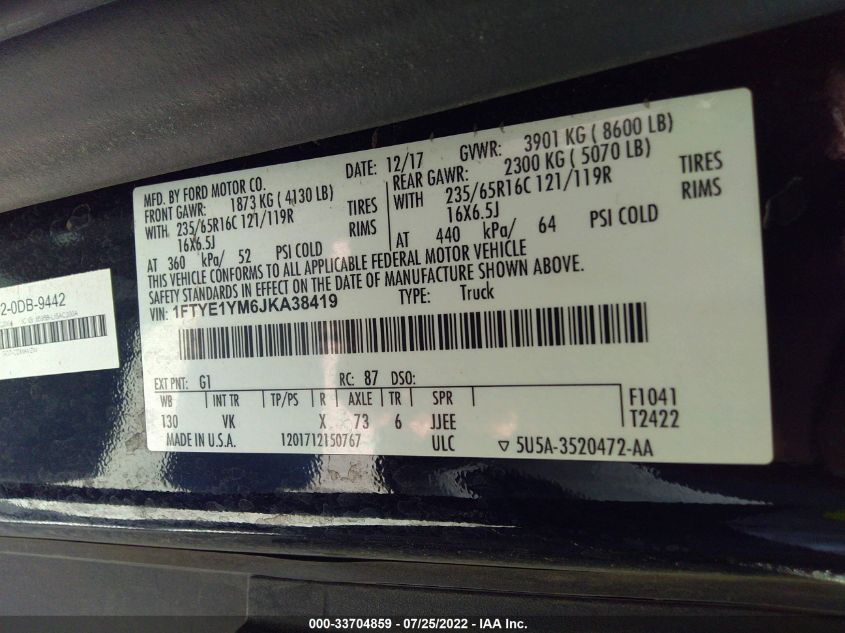 MFD. BY FORD MOTOR CO.
DATE: 12/17
GVWR: 3901 KG ( 8600 LB)
FRONT GAWR: 1873 KG ( 4130 LB)
WITH 235/65R16C 121/119R TIRES
16X6.5J RIMS
AT 360 kPa/ 52 PSI COLD
REAR GAWR: 2300 KG ( 5070 LB)
WITH 235/65R16C 121/119R TIRES
16X6.5J RIMS
AT 440 kPa/ 64 PSI COLD
THIS VEHICLE CONFORMS TO ALL APPLICABLE FEDERAL MOTOR VEHICLE
SAFETY STANDARDS IN EFFECT ON THE DATE OF MANUFACTURE SHOWN ABOVE.
VIN: 1FTYE1YM6JKA38419
TYPE: Truck
EXT PNT: G1 RC: 87 DSO:
WB INT TR TP/PS R AXLE TR SPR
130 VK X 73 6 JJEE
F1041
T2422
MADE IN U.S.A. 1201712150767 ULC 5U5A-3520472-AA
2-0DB-9442
000-33704859 - 07/25/2022 - IAA Inc.